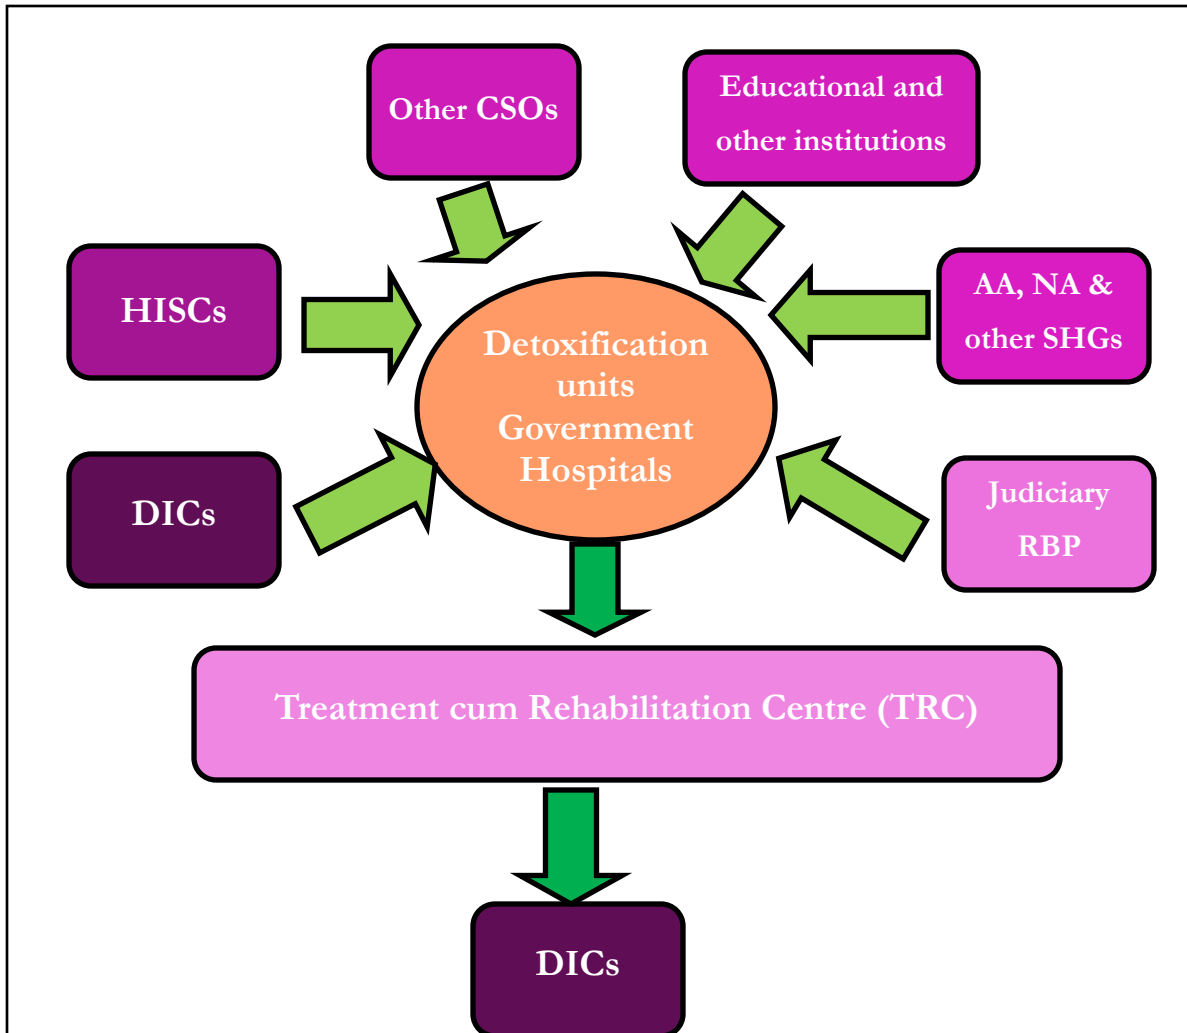 Other CSOs
Educational and
other institutions
HISCs
AA, NA &
other SHGs
Detoxification
units
Government
Hospitals
DICs
Judiciary
RBP
Treatment cum Rehabilitation Centre (TRC)
DICs